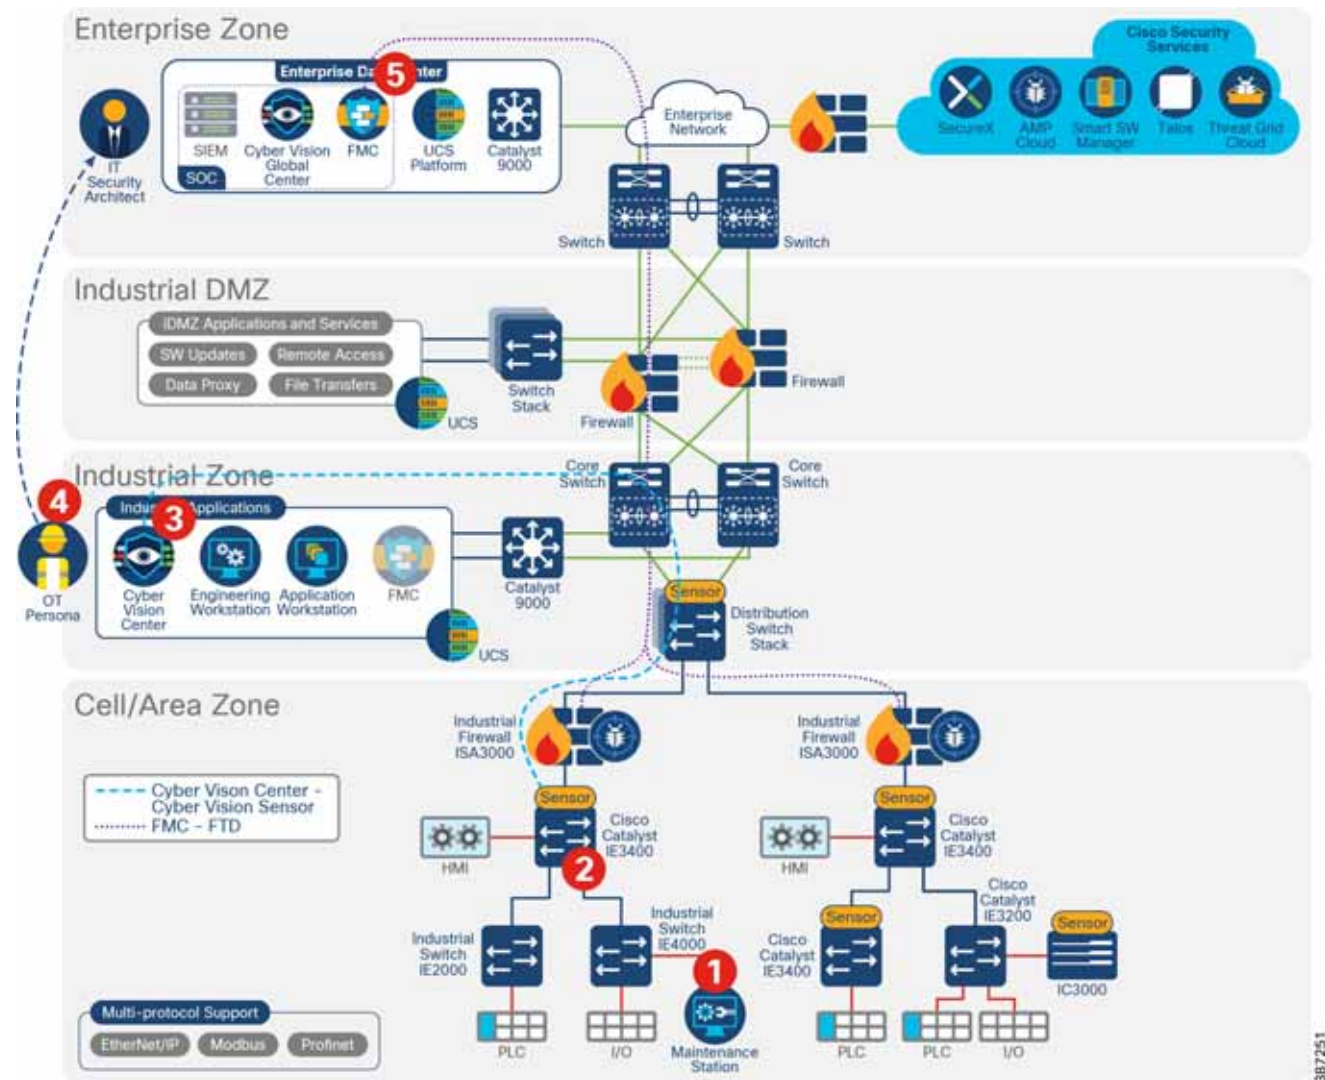 Enterprise Zone
Cisco Security
Services
Enterprise Da
5
ter
SIEM
Cyber Vision
Global
Center
FMC
UCS
Platform
Catalyst
9000
SOC
IT
Security
Architect
Enterprise
Network
SecureX
AMP
Cloud
Smart SW
Manager
Talos
Threat Grid
Cloud
Switch
Switch
Industrial DMZ
IDMZ Applications and Services
SW Updates
Remote Access
Data Proxy
File Transfers
UCS
Switch
Stack
Firewall
Firewall
Industrial Zone
Core
Switch
Core
Switch
4
OT
Persona
Indus
3
Applications
Cyber
Vision
Center
Engineering
Workstation
Application
Workstation
FMC
UCS
Catalyst
9000
Sensor
Distribution
Switch
Stack
Cell/Area Zone
Industrial
Firewall
ISA3000
Industrial
Firewall
ISA3000
Cyber Vison Center -
Cyber Vision Sensor
FMC - FTD
Sensor
Cisco
Catalyst
IE3400
HMI
2
Sensor
Cisco
Catalyst
IE3400
HMI
Industrial
Switch
IE2000
Industrial
Switch
IE4000
1
Sensor
Cisco
Catalyst
IE3400
Cisco
Catalyst
IE3200
Sensor
IC3000
PLC
I/O
Maintenance
Station
PLC
PLC
I/O
Multi-protocol Support
EtherNet/IP
Modbus
Profinet
387251